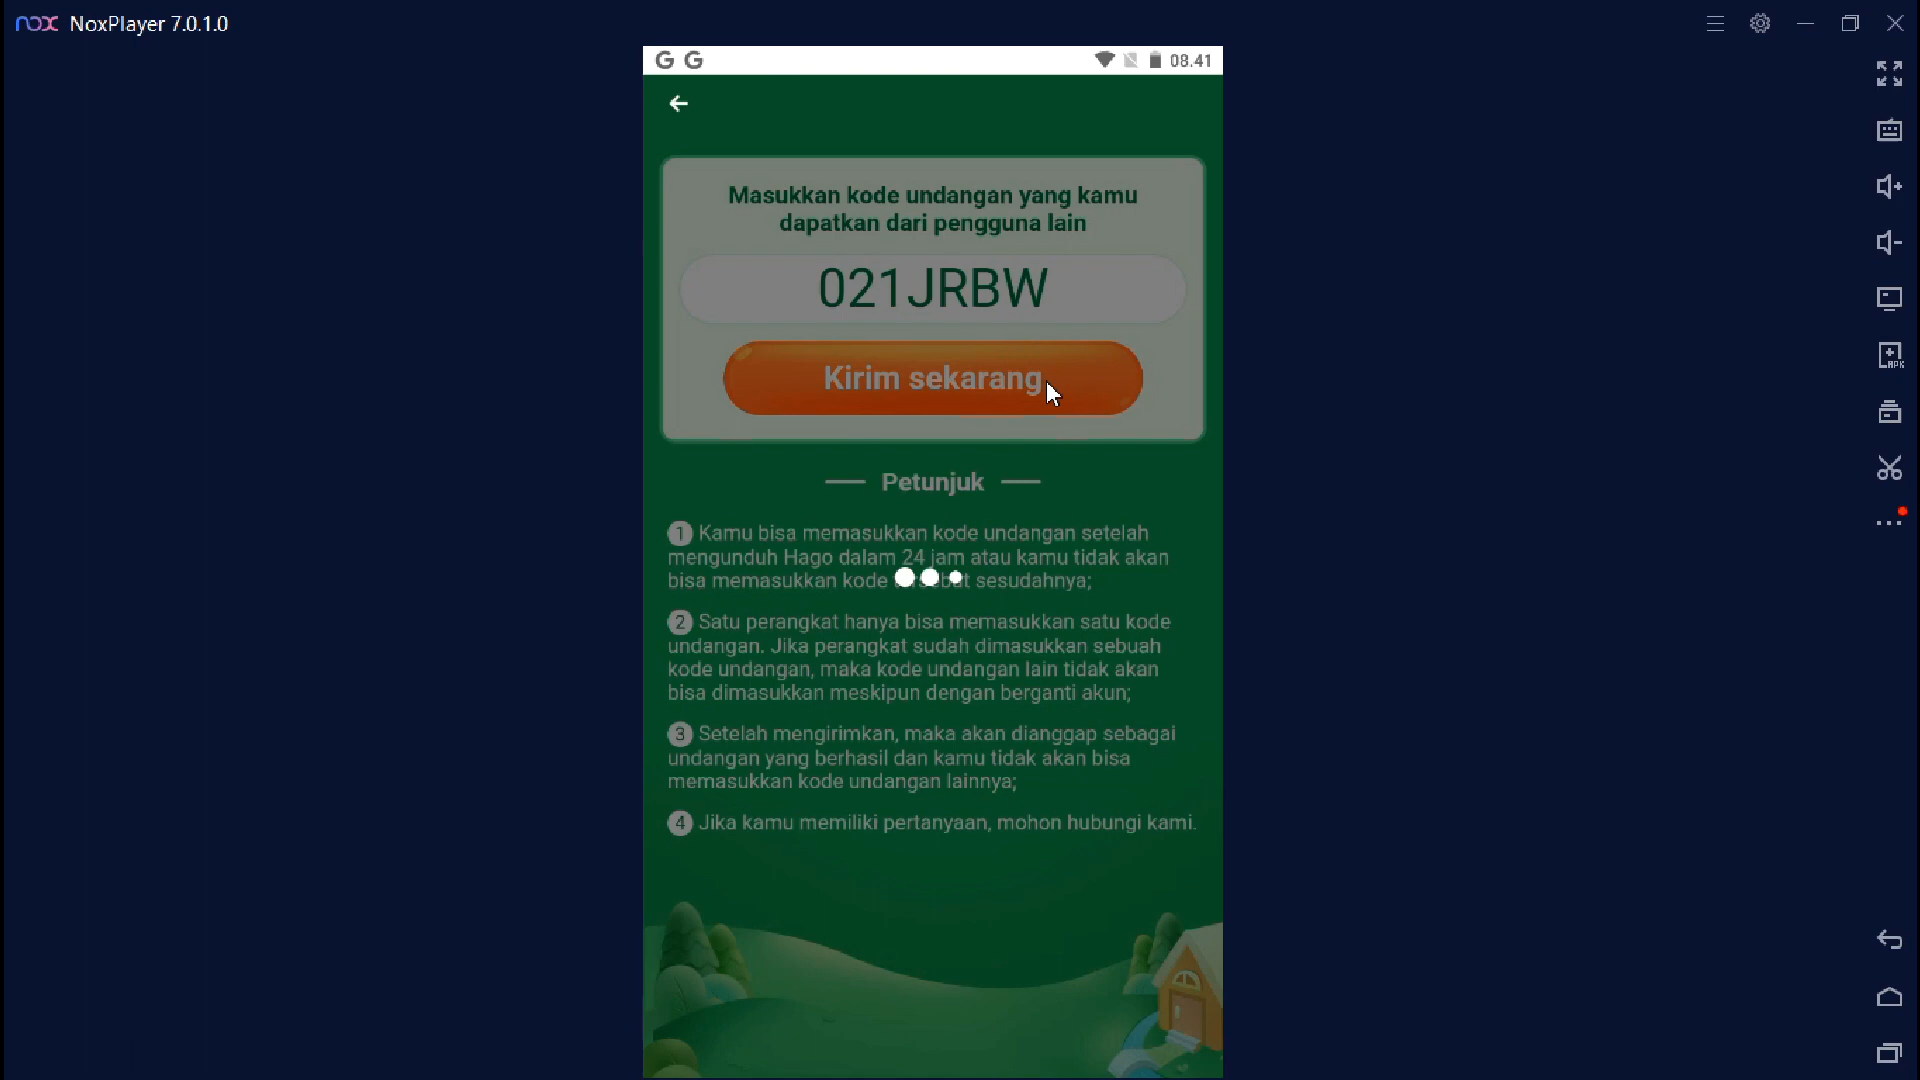 nox NoxPlayer 7.0.1.0
G G 08.41
Masukkan kode undangan yang kamu
dapatkan dari pengguna lain
021JRBW
Kirim sekarang
Petunjuk
1 Kamu bisa memasukkan kode undangan setelah
mengunduh Hago dalam 24 jam atau kamu tidak akan
bisa memasukkan kode sesudahnya;
2 Satu perangkat hanya bisa memasukkan satu kode
undangan. Jika perangkat sudah dimasukkan sebuah
kode undangan, maka kode undangan lain tidak akan
bisa dimasukkan meskipun dengan berganti akun;
3 Setelah mengirimkan, maka akan dianggap sebagai
undangan yang berhasil dan kamu tidak akan bisa
memasukkan kode undangan lainnya;
4 Jika kamu memiliki pertanyaan, mohon hubungi kami.
APK